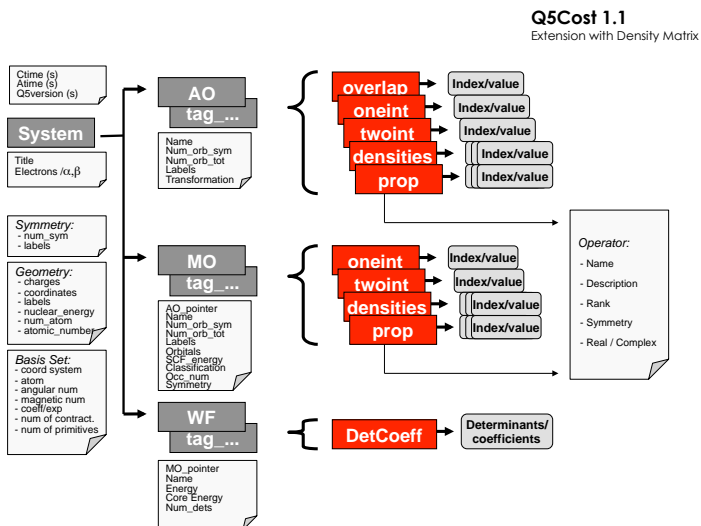 Q5Cost 1.1
Extension with Density Matrix
Ctime (s)
Atime (s)
Q5version (s)
System
Title
Electrons /α,β
Symmetry:
- num_sym
- labels
Geometry:
- charges
- coordinates
- labels
- nuclear_energy
- num_atom
- atomic_number
Basis Set:
- coord system
- atom
- angular num
- magnetic num
- coeff/exp
- num of contract.
- num of primitives
AO
tag_...
Name
Num_orb_sym
Num_orb_tot
Labels
Transformation
overlap
Index/value
oneint
Index/value
twoint
Index/value
densities
Index/value
prop
Index/value
MO
tag_...
AO_pointer
Name
Num_orb_sym
Num_orb_tot
Labels
Orbitals
SCF_energy
Classification
Occ_num
Symmetry
oneint
Index/value
twoint
Index/value
densities
Index/value
prop
Index/value
Operator:
- Name
- Description
- Rank
- Symmetry
- Real / Complex
WF
tag_...
MO_pointer
Name
Energy
Core Energy
Num_dets
DetCoeff
Determinants/
coefficients